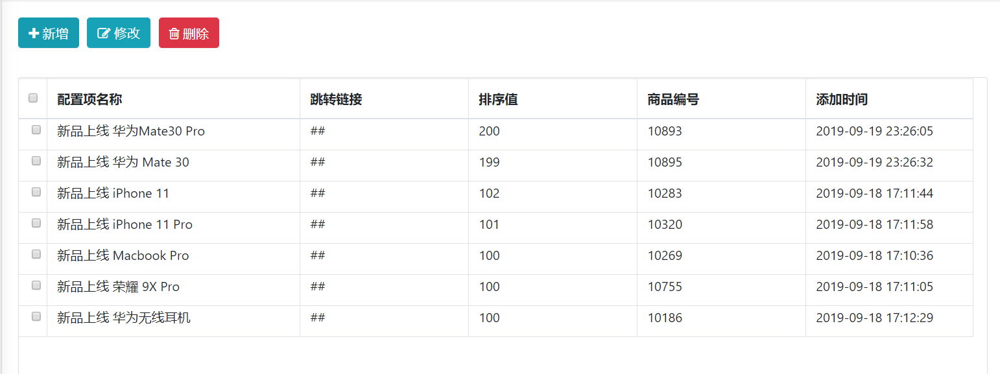 新增 修改 删除
配置项名称 跳转链接 排序值 商品编号 添加时间
新品上线 华为Mate30 Pro ## 200 10893 2019-09-19 23:26:05
新品上线 华为 Mate 30 ## 199 10895 2019-09-19 23:26:32
新品上线 iPhone 11 ## 102 10283 2019-09-18 17:11:44
新品上线 iPhone 11 Pro ## 101 10320 2019-09-18 17:11:58
新品上线 Macbook Pro ## 100 10269 2019-09-18 17:10:36
新品上线 荣耀 9X Pro ## 100 10755 2019-09-18 17:11:05
新品上线 华为无线耳机 ## 100 10186 2019-09-18 17:12:29